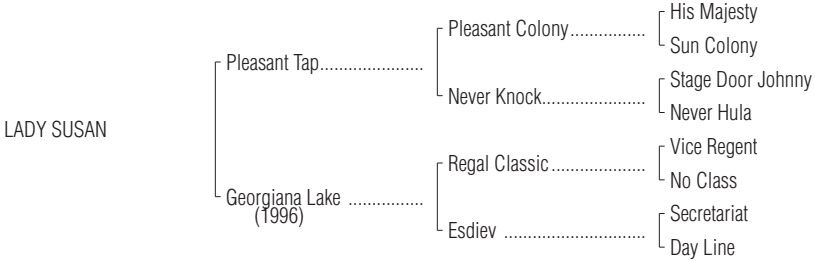 His Majesty
Pleasant Colony................
Sun Colony
Pleasant Tap......................
Stage Door Johnny
Never Knock......................
Never Hula
LADY SUSAN
Vice Regent
Regal Classic....................
No Class
Georgiana Lake ................
(1996)
Secretariat
Esdiev ..............................
Day Line